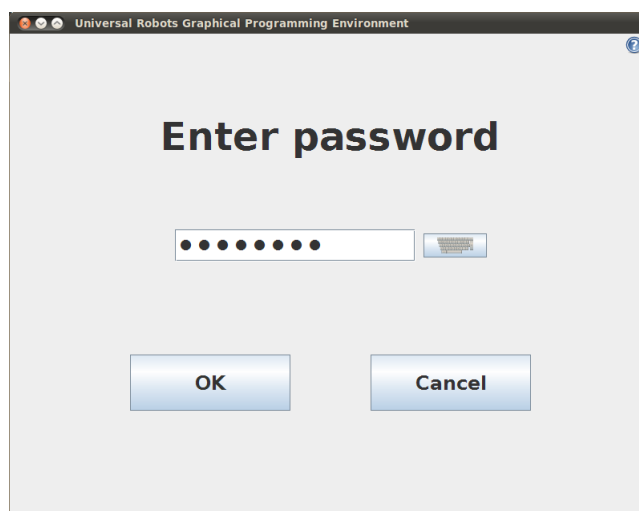 Universal Robots Graphical Programming Environment
?
Enter password
●●●●●●●●
OK
Cancel